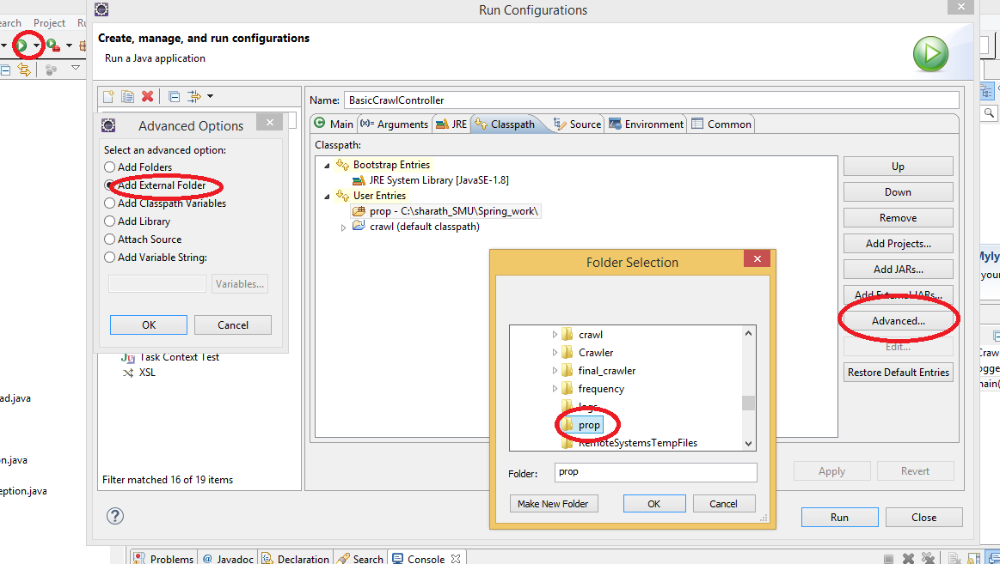 Run Configurations
earch Project Ru
Create, manage, and run configurations
Run a Java application
Name: BasicCrawlController
Main (x)= Arguments JRE Classpath Source Environment Common
Classpath:
Bootstrap Entries
JRE System Library [JavaSE-1.8]
User Entries
prop - C:\sharath_SMU\Spring_work\
crawl (default classpath)
Up
Down
Remove
Add Projects...
Add JARs...
Add External JARs...
Advanced...
Edit...
Restore Default Entries
Advanced Options
Select an advanced option:
Add Folders
Add External Folder
Add Classpath Variables
Add Library
Attach Source
Add Variable String:
Variables...
OK Cancel
Ju Task Context Test
XSL
Filter matched 16 of 19 items
Folder Selection
crawl
Crawler
final_crawler
frequency
logs
prop
RemoteSystemsTempFiles
Folder: prop
Make New Folder OK Cancel
Apply Revert
Run Close
ad.java
n.java
eption.java
Myly
your
Crawl
ogge
main(
Problems @ Javadoc Declaration Search Console